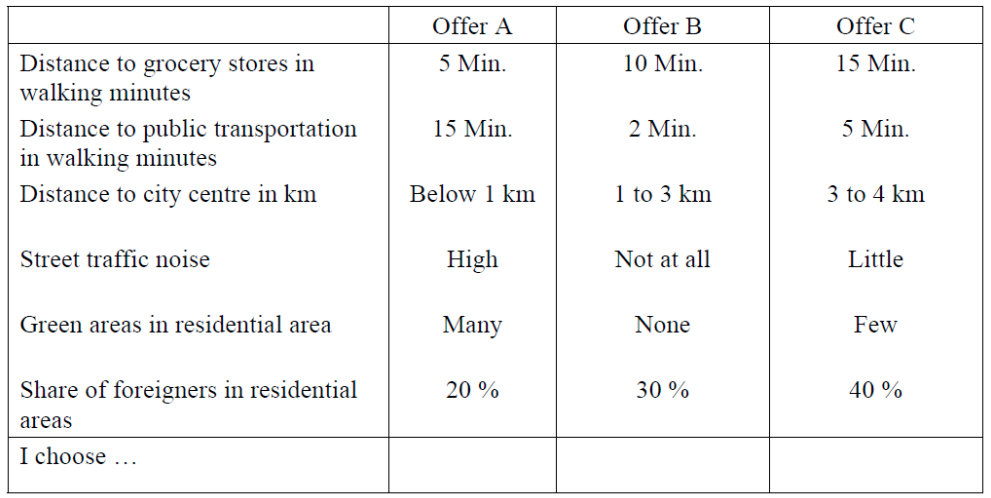 Offer A Offer B Offer C
Distance to grocery stores in walking minutes 5 Min. 10 Min. 15 Min.
Distance to public transportation in walking minutes 15 Min. 2 Min. 5 Min.
Distance to city centre in km Below 1 km 1 to 3 km 3 to 4 km
Street traffic noise High Not at all Little
Green areas in residential area Many None Few
Share of foreigners in residential areas 20 % 30 % 40 %
I choose …